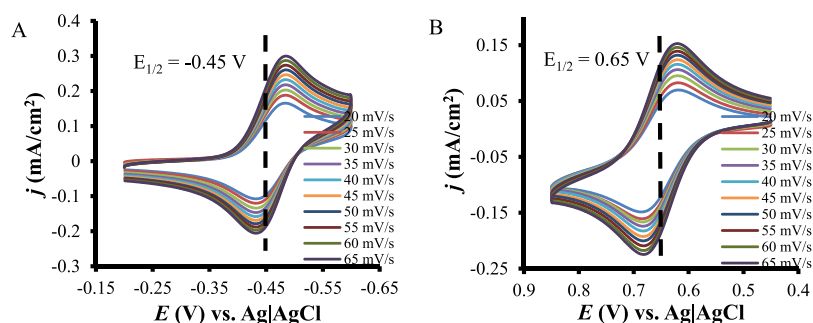 A
E1/2 = -0.45 V
j (mA/cm²)
0.4
0.3
0.2
0.1
0
-0.1
-0.2
-0.3
-0.15
-0.25
-0.35
-0.45
-0.55
-0.65
E (V) vs. Ag|AgCl
20 mV/s
25 mV/s
30 mV/s
35 mV/s
40 mV/s
45 mV/s
50 mV/s
55 mV/s
60 mV/s
65 mV/s
B
E1/2 = 0.65 V
j (mA/cm²)
0.15
0.05
-0.05
-0.15
-0.25
0.9
0.8
0.7
0.6
0.5
0.4
E (V) vs. Ag|AgCl
20 mV/s
25 mV/s
30 mV/s
35 mV/s
40 mV/s
45 mV/s
50 mV/s
55 mV/s
60 mV/s
65 mV/s